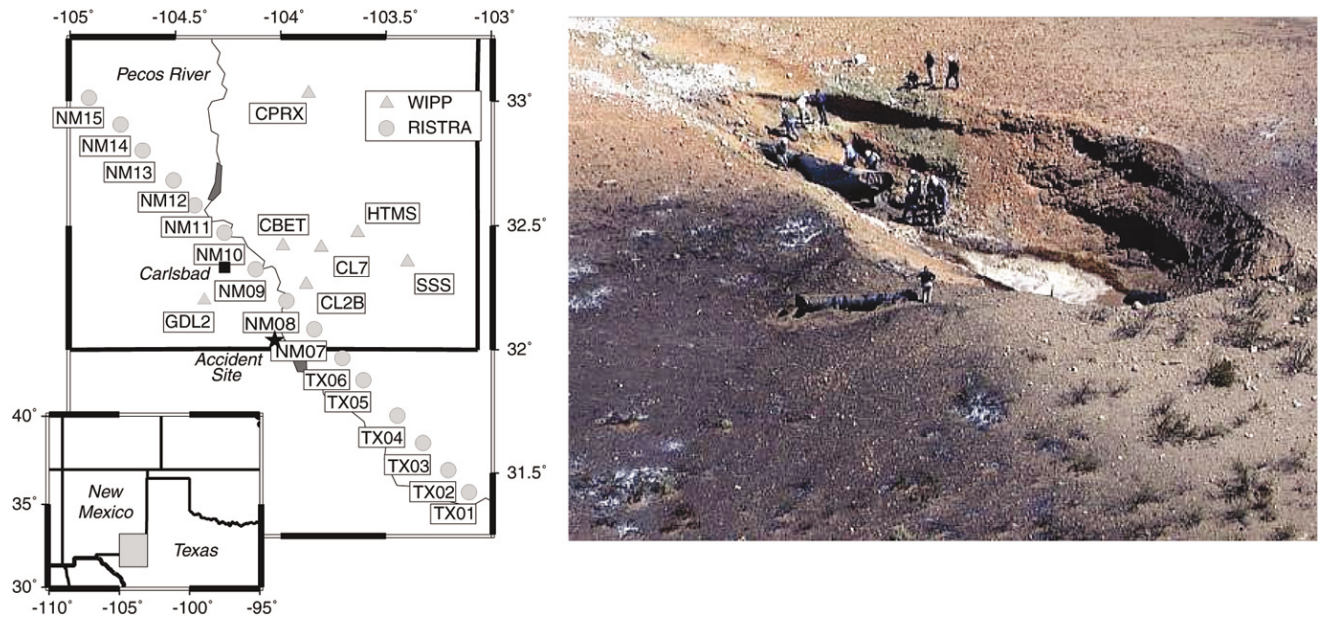 -105˚ -104.5˚ -104˚ -103.5˚ -103˚
Pecos River
CPRX
WIPP
RISTRA
33˚
NM15
NM14
NM13
NM12
NM11
NM10
CBET
HTMS
32.5˚
Carlsbad
NM09
CL7
SSS
CL2B
GDL2
NM08
NM07
32˚
Accident
Site
TX06
TX05
TX04
TX03
TX02
TX01
31.5˚
40˚
35˚
30˚
New
Mexico
Texas
-110˚ -105˚ -100˚ -95˚